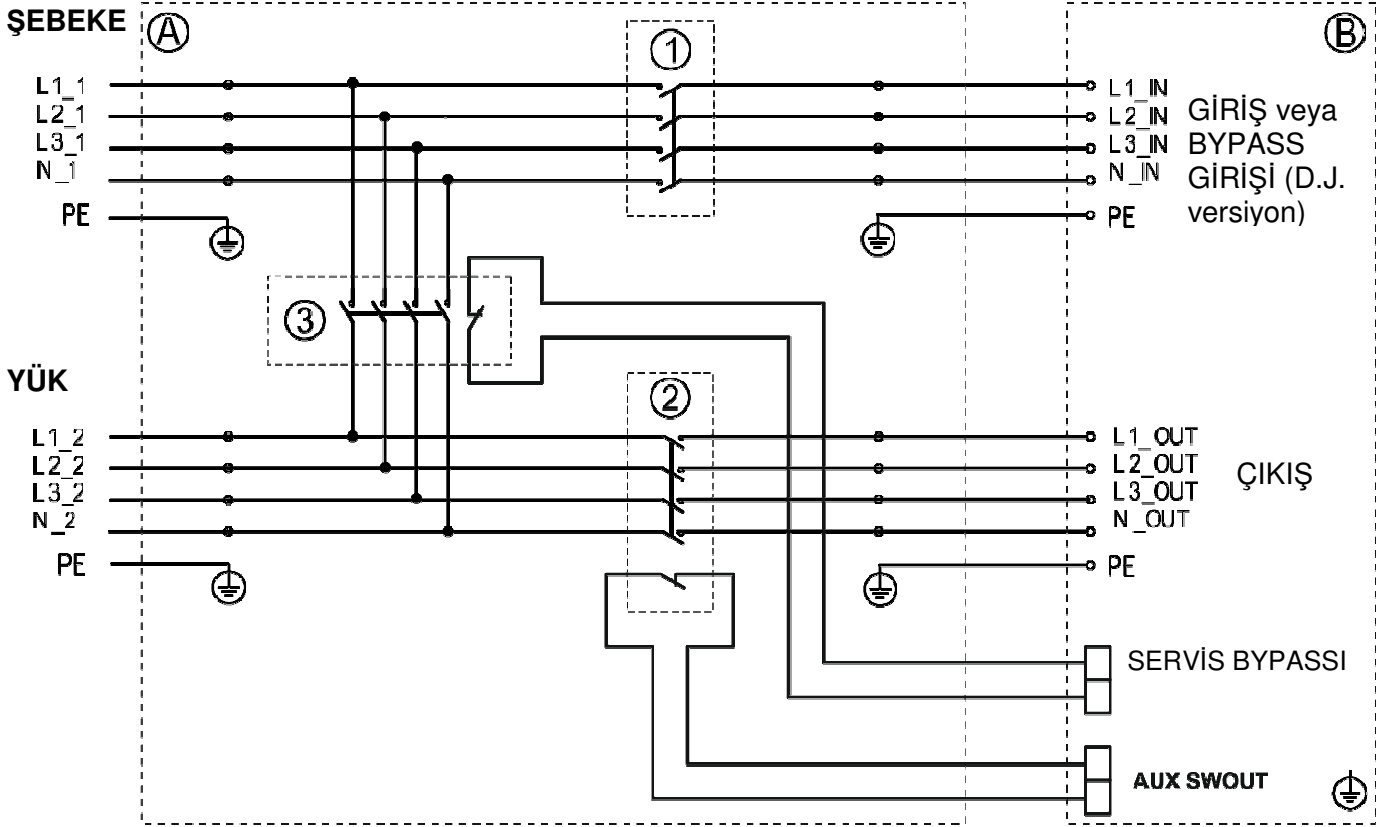 ŞEBEKE
A
1
B
L1_1
L2_1
L3_1
N_1
PE
L1_IN
L2_IN
L3_IN
N_IN
PE
GİRİŞ veya
BYPASS
GİRİŞİ (D.J.
versiyon)
3
YÜK
2
L1_2
L2_2
L3_2
N_2
PE
L1_OUT
L2_OUT
L3_OUT
N_OUT
PE
ÇIKIŞ
SERVİS BYPASSI
AUX SWOUT